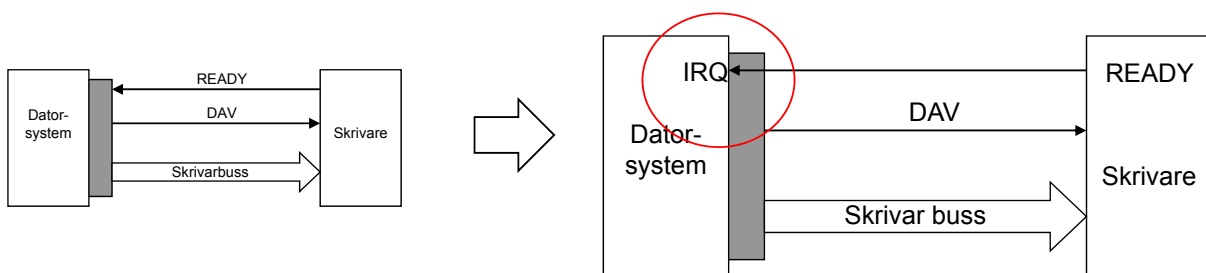 READY
DAV
Dator-
system
Skrivare
Skrivarbuss
IRQ
READY
DAV
Dator-
system
Skrivare
Skrivar buss